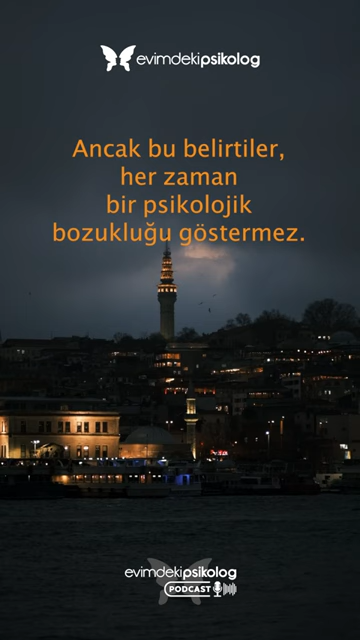 evimdekipsikolog
Ancak bu belirtiler,
her zaman
bir psikolojik
bozukluğu göstermez.
evimdekipsikolog
PODCAST